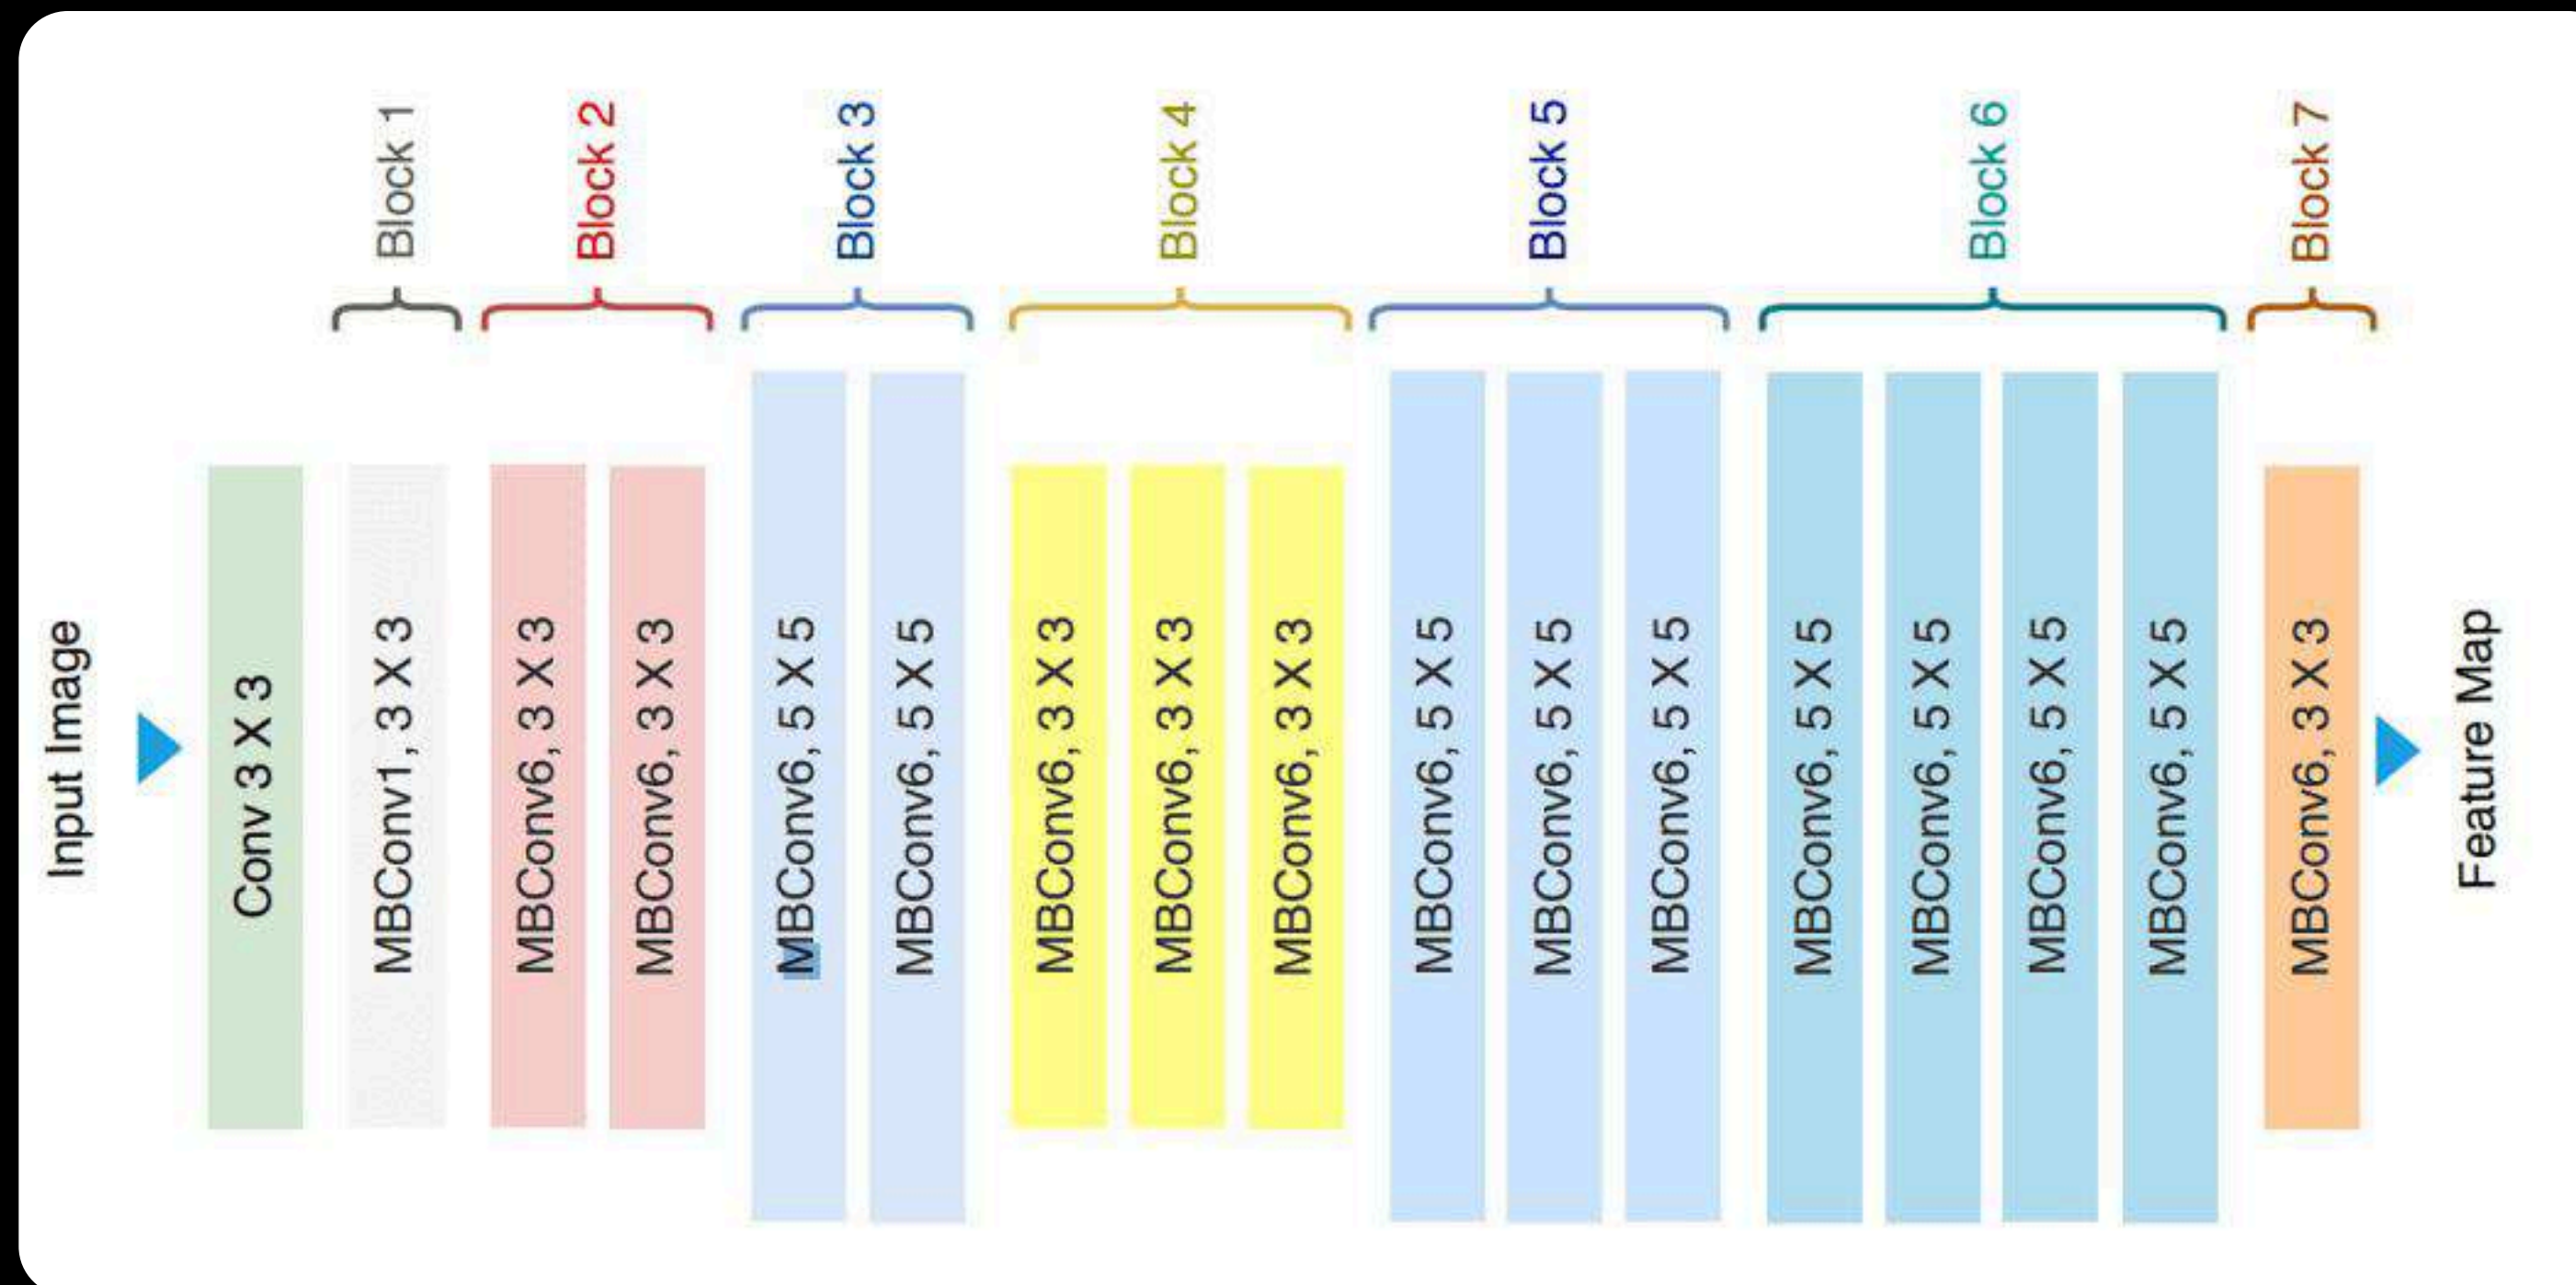 Input Image
Conv 3 X 3
MBConv1, 3 X 3
Block 1
MBConv6, 3 X 3
MBConv6, 3 X 3
Block 2
MBConv6, 5 X 5
MBConv6, 5 X 5
Block 3
MBConv6, 3 X 3
MBConv6, 3 X 3
MBConv6, 3 X 3
Block 4
MBConv6, 5 X 5
MBConv6, 5 X 5
MBConv6, 5 X 5
Block 5
MBConv6, 5 X 5
MBConv6, 5 X 5
MBConv6, 5 X 5
MBConv6, 5 X 5
Block 6
MBConv6, 3 X 3
Block 7
Feature Map